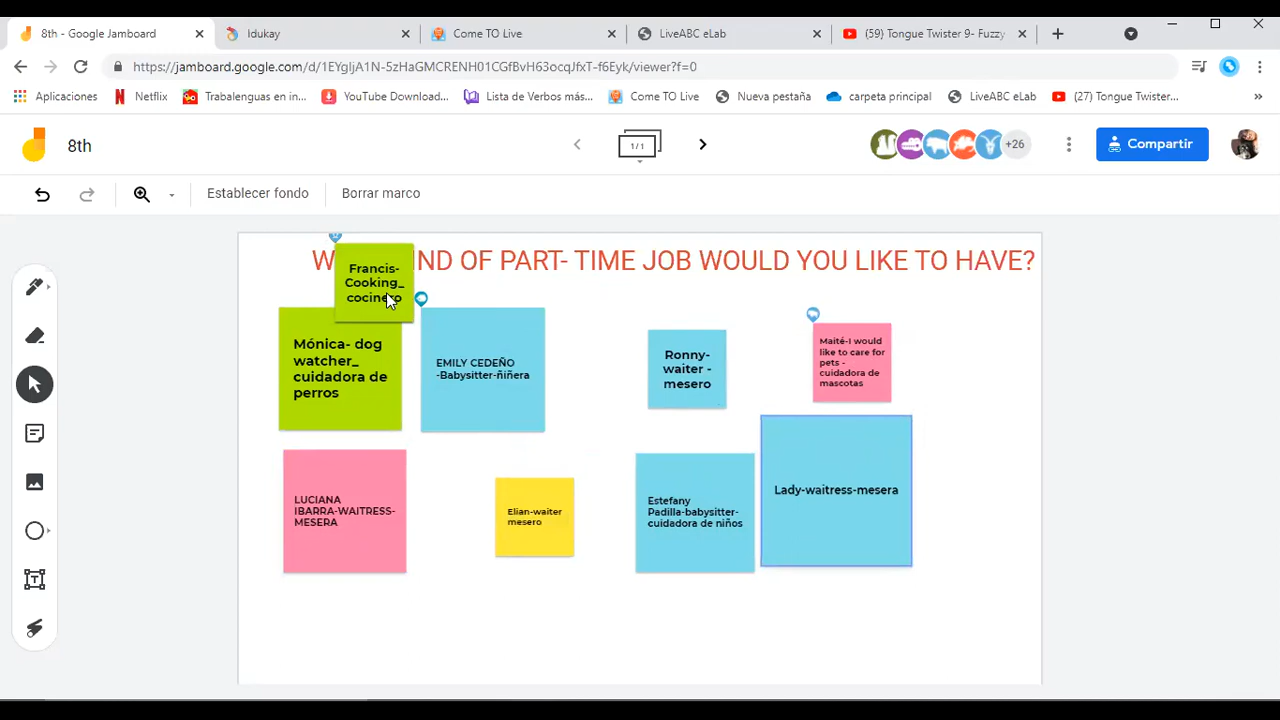 8th - Google Jamboard
Idukay
Come TO Live
LiveABC eLab
(59) Tongue Twister 9- Fuzzy
https://jamboard.google.com/d/1EYgIjA1N-5zHaGMCRENH01CGfBvH63ocqJfxT-f6Eyk/viewer?f=0
Aplicaciones
Netflix
Trabalenguas en in...
YouTube Download...
Lista de Verbos más...
Come TO Live
Nueva pestaña
carpeta principal
LiveABC eLab
(27) Tongue Twister...
8th
1/1
+26
Compartir
Establecer fondo
Borrar marco
W IND OF PART- TIME JOB WOULD YOU LIKE TO HAVE?
Francis-
Cooking_
cocinero
Mónica- dog
watcher_
cuidadora de
perros
EMILY CEDEÑO
-Babysitter-ñiñera
Ronny-
waiter -
mesero
Maité-I would
like to care for
pets -
cuidadora de
mascotas
LUCIANA
IBARRA-WAITRESS-
MESERA
Elian-waiter
mesero
Estefany
Padilla-babysitter-
cuidadora de niños
Lady-waitress-mesera